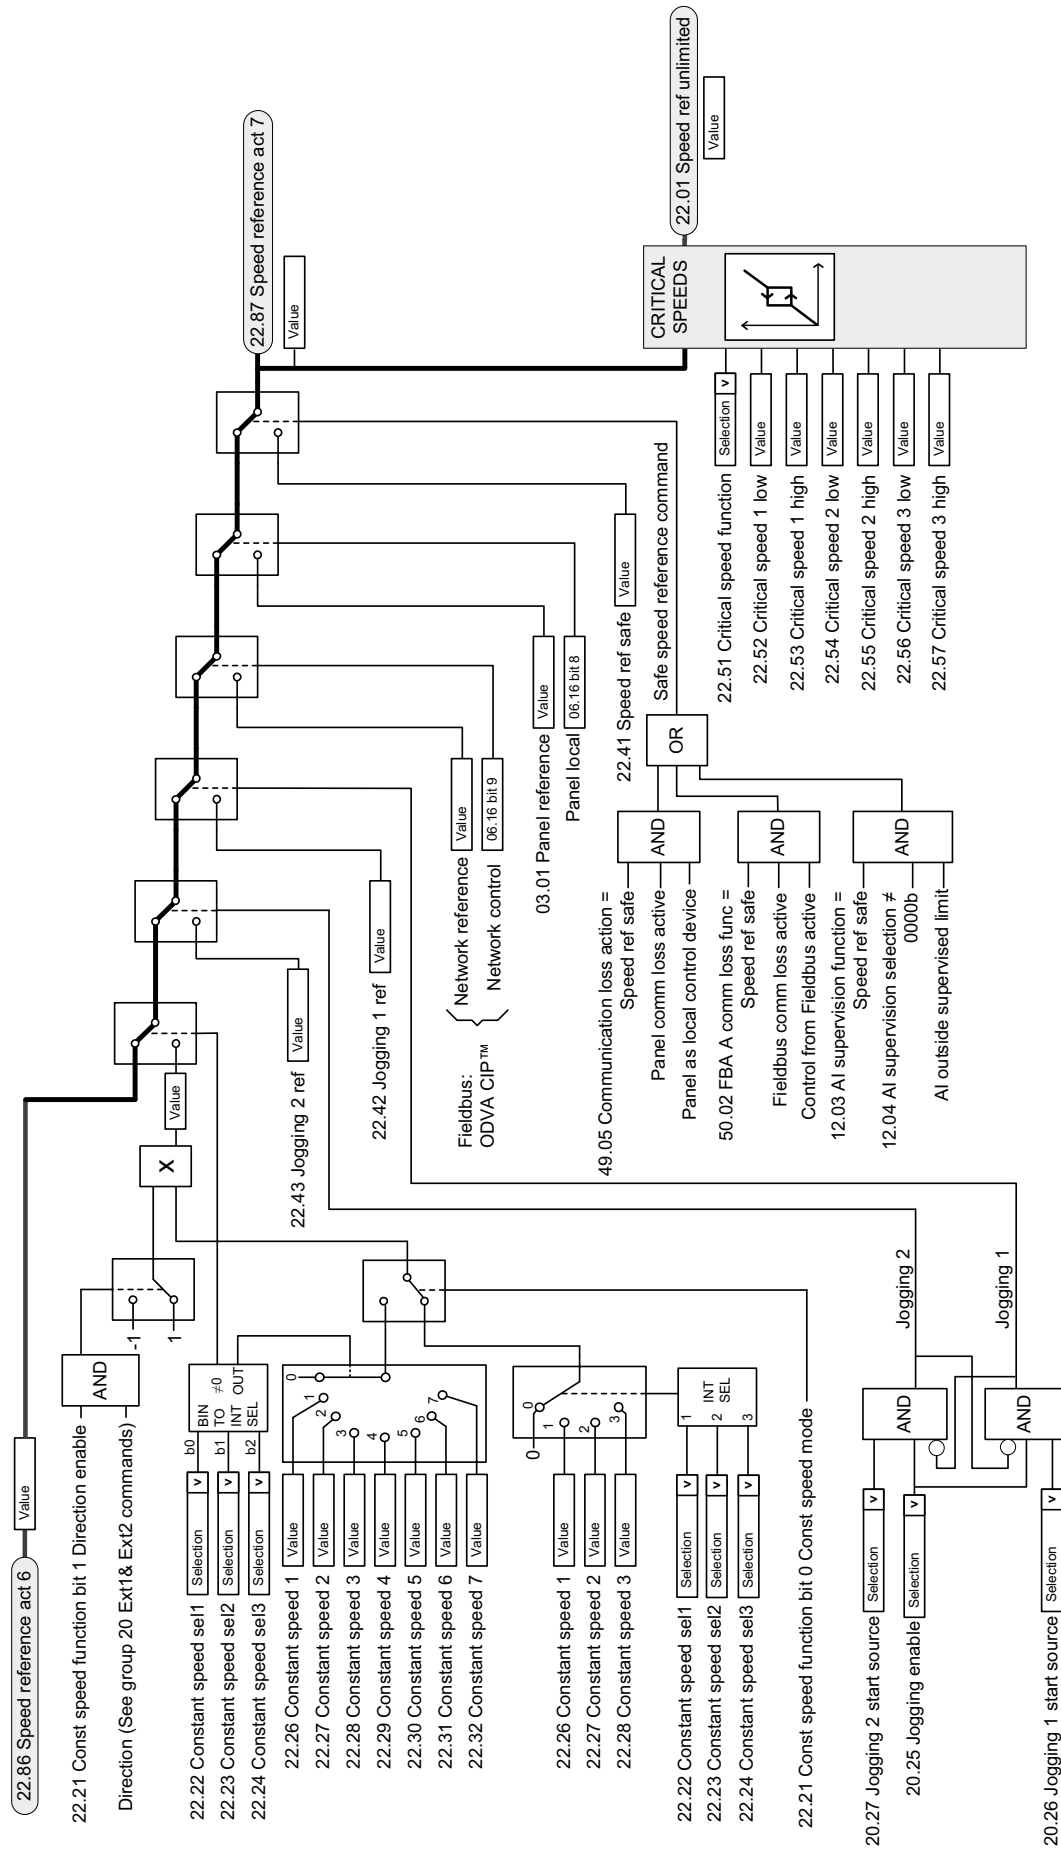 22.86 Speed reference act 6
Value
22.21 Const speed function bit 1 Direction enable
Direction (See group 20 Ext1& Ext2 commands)
AND
-1
1
X
Value
22.22 Constant speed sel1
Selection
v
b0
22.23 Constant speed sel2
Selection
v
b1
22.24 Constant speed sel3
Selection
v
b2
BIN
TO ≠0
INT OUT
SEL
22.26 Constant speed 1
Value
22.27 Constant speed 2
Value
22.28 Constant speed 3
Value
22.29 Constant speed 4
Value
22.30 Constant speed 5
Value
22.31 Constant speed 6
Value
22.32 Constant speed 7
Value
0
1
2
3
4
5
6
7
22.26 Constant speed 1
Value
22.27 Constant speed 2
Value
22.28 Constant speed 3
Value
0
0
1
2
3
22.22 Constant speed sel1
Selection
v
22.23 Constant speed sel2
Selection
v
22.24 Constant speed sel3
Selection
v
1
2
3
INT
SEL
22.21 Const speed function bit 0 Const speed mode
20.27 Jogging 2 start source
Selection
v
20.25 Jogging enable
Selection
v
20.26 Jogging 1 start source
Selection
v
AND
AND
Jogging 2
Jogging 1
22.43 Jogging 2 ref
Value
22.42 Jogging 1 ref
Value
Fieldbus:
ODVA CIP™
Network reference
Value
Network control
06.16 bit 9
03.01 Panel reference
Value
Panel local
06.16 bit 8
22.41 Speed ref safe
Value
Safe speed reference command
49.05 Communication loss action =
Speed ref safe
Panel comm loss active
Panel as local control device
AND
50.02 FBA A comm loss func =
Speed ref safe
Fieldbus comm loss active
Control from Fieldbus active
AND
12.03 AI supervision function =
Speed ref safe
12.04 AI supervision selection ≠
0000b
AI outside supervised limit
AND
OR
22.87 Speed reference act 7
Value
22.51 Critical speed function
Selection
v
22.52 Critical speed 1 low
Value
22.53 Critical speed 1 high
Value
22.54 Critical speed 2 low
Value
22.55 Critical speed 2 high
Value
22.56 Critical speed 3 low
Value
22.57 Critical speed 3 high
Value
CRITICAL
SPEEDS
22.01 Speed ref unlimited
Value